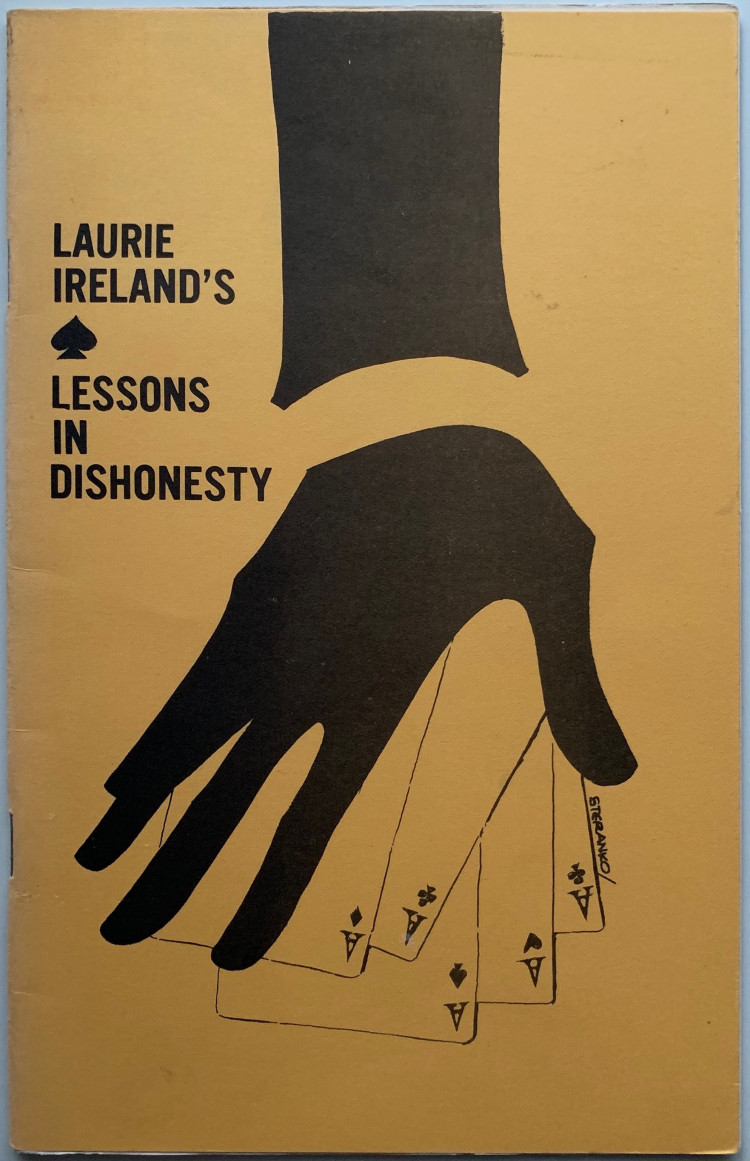 LAURIE
IRELAND'S
LESSONS
IN
DISHONESTY
STERANKO
A
A
A
A
A